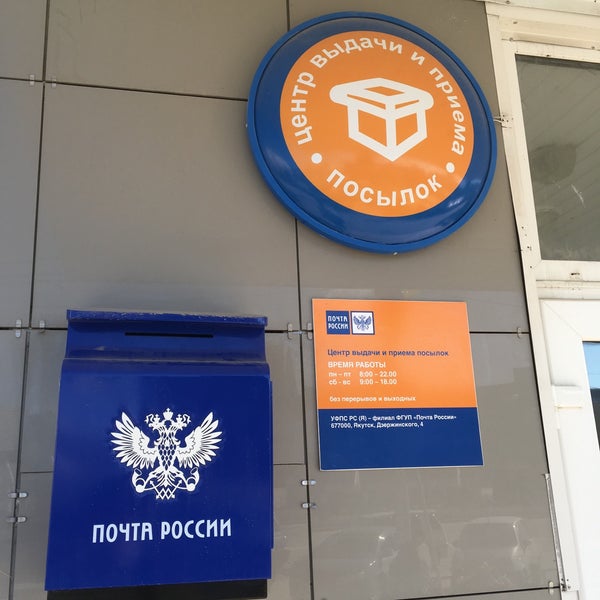 центр выдачи и приема
• посылок •
ПОЧТА
РОССИИ
Центр выдачи и приема посылок
ВРЕМЯ РАБОТЫ
пн – пт 8:00 – 22.00
сб - вс 9:00 – 18.00
без перерывов и выходных
УФПС РС (Я) – филиал ФГУП «Почта России»
677000, Якутск, Дзержинского, 4
ПОЧТА РОССИИ